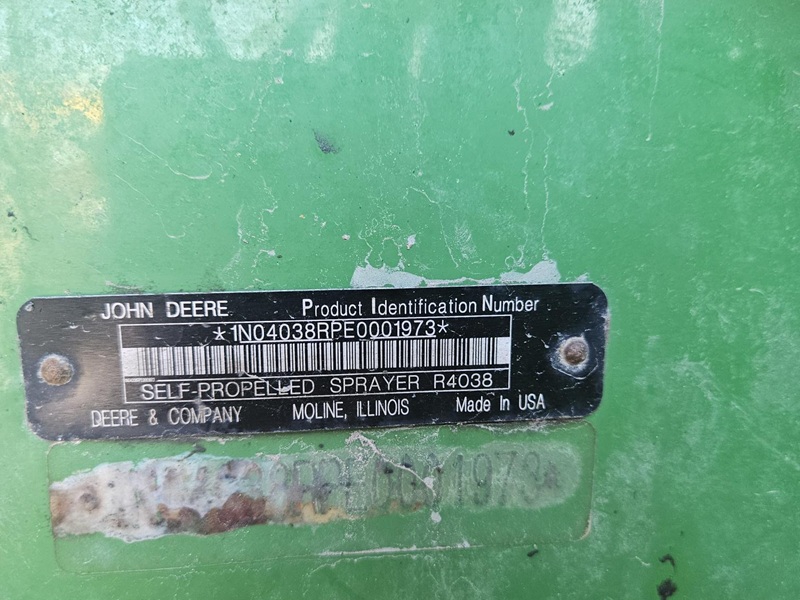 JOHN DEERE Product Identification Number
*1N04038RPE0001973*
SELF-PROPELLED SPRAYER R4038
DEERE & COMPANY MOLINE, ILLINOIS Made In USA